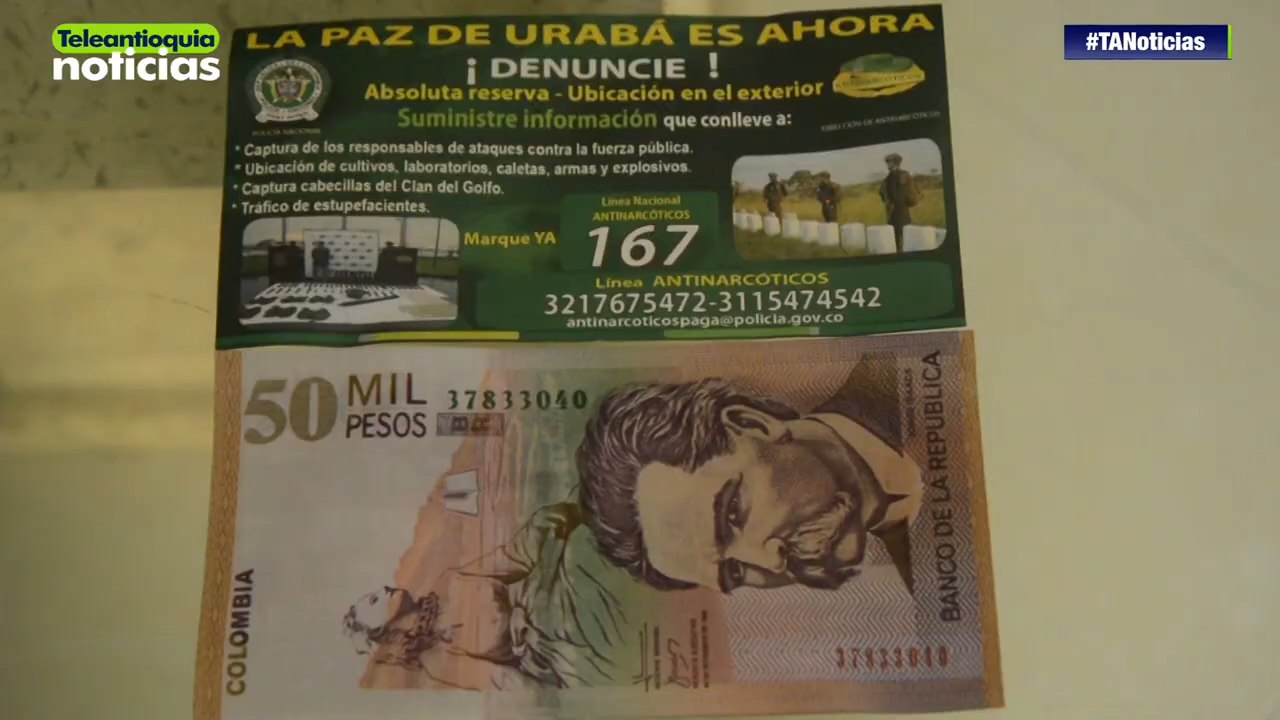 Teleantioquia
noticias
#TANoticias
LA PAZ DE URABÁ ES AHORA
¡ DENUNCIE !
Absoluta reserva - Ubicación en el exterior
Suministre información que conlleve a:
ANTINARCOTICOS
POLICÍA NACIONAL
DIRECCIÓN DE ANTINARCÓTICOS
* Captura de los responsables de ataques contra la fuerza pública.
* Ubicación de cultivos, laboratorios, caletas, armas y explosivos.
* Captura cabecillas del Clan del Golfo.
* Tráfico de estupefacientes.
Línea Nacional
ANTINARCÓTICOS
Marque YA
167
Línea ANTINARCÓTICOS
3217675472-3115474542
antinarcoticospaga@policia.gov.co
50 MIL
PESOS
37833040
COLOMBIA
BANCO DE LA REPUBLICA
37833040